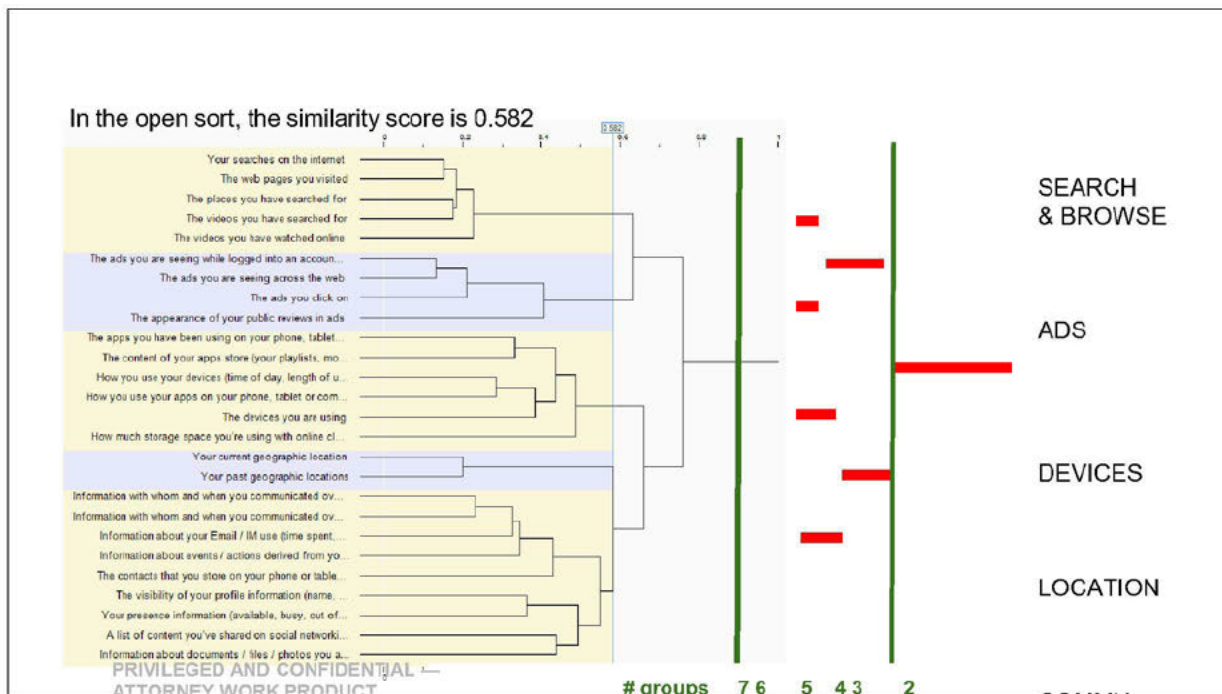 In the open sort, the similarity score is 0.582
0.582
0 0.2 0.4 0.6 0.8 1
Your searches on the internet
The web pages you visited
The places you have searched for
The videos you have searched for
The videos you have watched online
The ads you are seeing while logged into an accoun...
The ads you are seeing across the web
The ads you click on
The appearance of your public reviews in ads
The apps you have been using on your phone, tablet...
The content of your apps store (your playlists, mo...
How you use your devices (time of day, length of u...
How you use your apps on your phone, tablet or com...
The devices you are using
How much storage space you're using with online cl...
Your current geographic location
Your past geographic locations
Information with whom and when you communicated ov...
Information with whom and when you communicated ov...
Information about your Email / IM use (time spent,...
Information about events / actions derived from yo...
The contacts that you store on your phone or table...
The visibility of your profile information (name, ...
Your presence information (available, busy, out of...
A list of content you've shared on social networki...
Information about documents / files / photos you a...
SEARCH
& BROWSE
ADS
DEVICES
LOCATION
PRIVILEGED AND CONFIDENTIAL —
ATTORNEY WORK PRODUCT
# groups 7 6 5 4 3 2